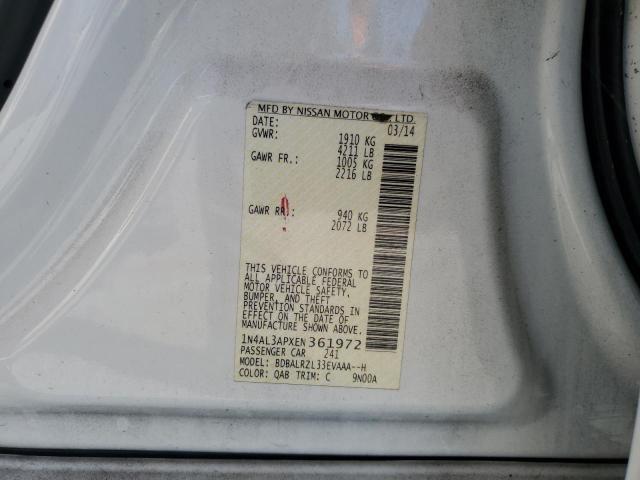 MFD BY NISSAN MOTOR CO., LTD.
DATE: 03/14
GVWR: 1910 KG
4211 LB
GAWR FR.: 1005 KG
2216 LB
GAWR RR.: 940 KG
2072 LB
THIS VEHICLE CONFORMS TO
ALL APPLICABLE FEDERAL
MOTOR VEHICLE SAFETY,
BUMPER, AND THEFT
PREVENTION STANDARDS IN
EFFECT ON THE DATE OF
MANUFACTURE SHOWN ABOVE.
1N4AL3APXEN361972
PASSENGER CAR 241
MODEL: BDBALRZL33EVAAA--H
COLOR: QAB TRIM: C 9N00A